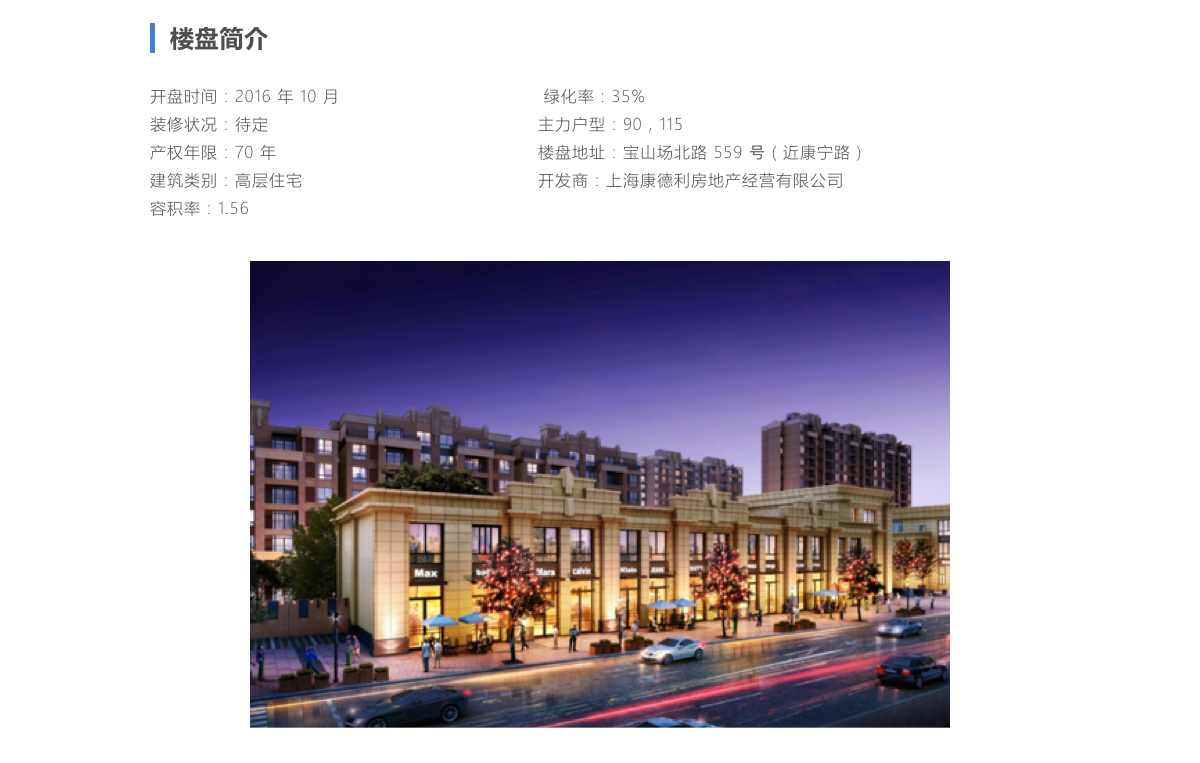 楼盘简介
开盘时间：2016 年 10 月
绿化率：35%
装修状况：待定
主力户型：90，115
产权年限：70 年
楼盘地址：宝山场北路 559 号（近康宁路）
建筑类别：高层住宅
开发商：上海康德利房地产经营有限公司
容积率：1.56
Max
calvin